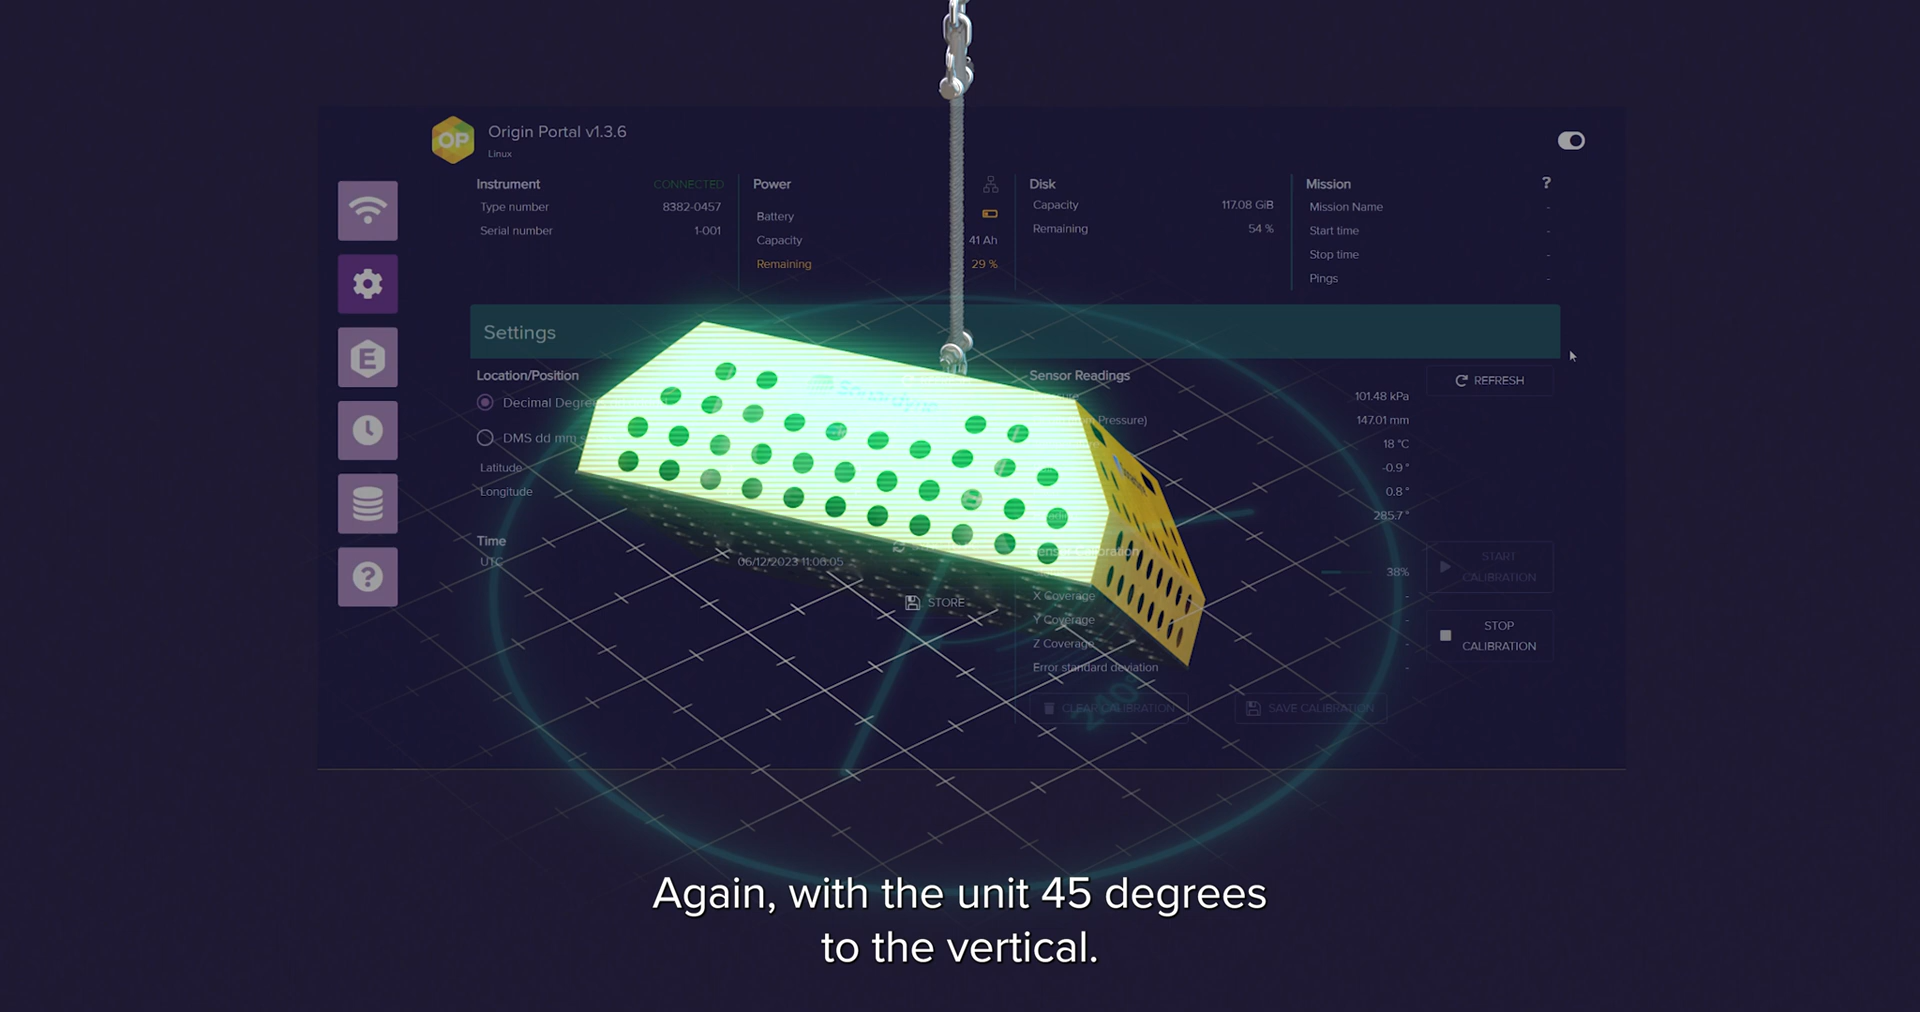 OP
Origin Portal v1.3.6
Linux
Instrument CONNECTED
Type number 8382-0457
Serial number 1-001
Power
Battery
Capacity 41 Ah
Remaining 29 %
Disk
Capacity 117.08 GiB
Remaining 54 %
Mission ?
Mission Name -
Start time -
Stop time -
Pings -
E
?
Settings
Location/Position
Decimal
DMS dd mm
Latitude
Longitude
Time
UTC 06/12/2023 11:06:05
STORE
Sensor Readings
REFRESH
101.48 kPa
Pressure) 147.01 mm
18 °C
-0.9 °
0.8 °
285.7 °
38%
X Coverage -
Y Coverage -
Z Coverage -
Error standard deviation -
START
CALIBRATION
STOP
CALIBRATION
CLEAR CALIBRATION
SAVE CALIBRATION
Again, with the unit 45 degrees
to the vertical.